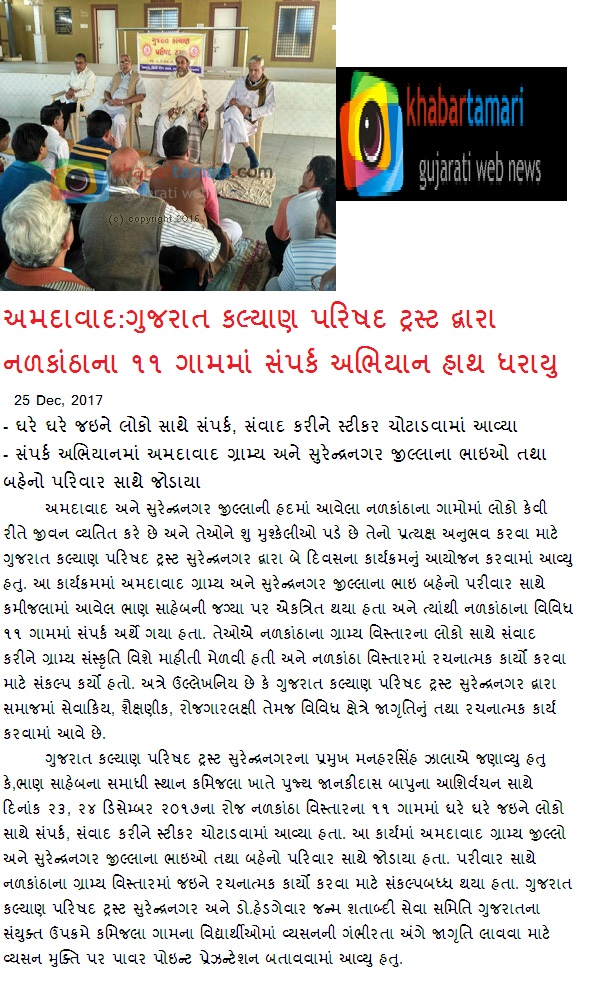 ગુજરાત કલ્યાણ
પરિષદ ટ્રસ્ટ
khabartamari
gujarati web news
khabartamari.com
gujarati web news
(c) copyright 2016
અમદાવાદ:ગુજરાત કલ્યાણ પરિષદ ટ્રસ્ટ દ્વારા
નળકાંઠાના ૧૧ ગામમાં સંપર્ક અભિયાન હાથ ધરાયુ
25 Dec, 2017
- ઘરે ઘરે જઇને લોકો સાથે સંપર્ક, સંવાદ કરીને સ્ટીકર ચોટાડવામાં આવ્યા
- સંપર્ક અભિયાનમાં અમદાવાદ ગ્રામ્ય અને સુરેન્દ્રનગર જીલ્લાના ભાઇઓ તથા
બહેનો પરિવાર સાથે જોડાયા
અમદાવાદ અને સુરેન્દ્રનગર જીલ્લાની હદમાં આવેલા નળકાંઠાના ગામોમાં લોકો કેવી
રીતે જીવન વ્યતિત કરે છે અને તેઓને શુ મુશ્કેલીઓ પડે છે તેનો પ્રત્યક્ષ અનુભવ કરવા માટે
ગુજરાત કલ્યાણ પરિષદ ટ્રસ્ટ સુરેન્દ્રનગર દ્વારા બે દિવસના કાર્યક્રમનું આયોજન કરવામાં આવ્યુ
હતુ. આ કાર્યક્રમમાં અમદાવાદ ગ્રામ્ય અને સુરેન્દ્રનગર જીલ્લાના ભાઇ બહેનો પરીવાર સાથે
કમીજલામાં આવેલ ભાણ સાહેબની જગ્યા પર એકત્રિત થયા હતા અને ત્યાંથી નળકાંઠાના વિવિધ
૧૧ ગામમાં સંપર્ક અર્થે ગયા હતા. તેઓએ નળકાંઠાના ગ્રામ્ય વિસ્તારના લોકો સાથે સંવાદ
કરીને ગ્રામ્ય સંસ્કૃતિ વિશે માહીતી મેળવી હતી અને નળકાંઠા વિસ્તારમાં રચનાત્મક કાર્યો કરવા
માટે સંકલ્પ કર્યો હતો. અત્રે ઉલ્લેખનિય છે કે ગુજરાત કલ્યાણ પરિષદ ટ્રસ્ટ સુરેન્દ્રનગર દ્વારા
સમાજમાં સેવાકિય, શૈક્ષણીક, રોજગારલક્ષી તેમજ વિવિધ ક્ષેત્રે જાગૃતિનું તથા રચનાત્મક કાર્ય
કરવામાં આવે છે.
ગુજરાત કલ્યાણ પરિષદ ટ્રસ્ટ સુરેન્દ્રનગરના પ્રમુખ મનહરસિંહ ઝાલાએ જણાવ્યુ હતુ
કે,ભાણ સાહેબના સમાધી સ્થાન કમિજલા ખાતે પુજ્ય જાનકીદાસ બાપુના આશિર્વચન સાથે
દિનાંક ૨૩, ૨૪ ડિસેમ્બર ૨૦૧૭ના રોજ નળકાંઠા વિસ્તારના ૧૧ ગામમાં ઘરે ઘરે જઇને લોકો
સાથે સંપર્ક, સંવાદ કરીને સ્ટીકર ચોટાડવામાં આવ્યા હતા. આ કાર્યમાં અમદાવાદ ગ્રામ્ય જીલ્લો
અને સુરેન્દ્રનગર જીલ્લાના ભાઇઓ તથા બહેનો પરિવાર સાથે જોડાયા હતા. પરીવાર સાથે
નળકાંઠાના ગ્રામ્ય વિસ્તારમાં જઇને રચનાત્મક કાર્યો કરવા માટે સંકલ્પબધ્ધ થયા હતા. ગુજરાત
કલ્યાણ પરિષદ ટ્રસ્ટ સુરેન્દ્રનગર અને ડો.હેડગેવાર જન્મ શતાબ્દી સેવા સમિતિ ગુજરાતના
સંયુક્ત ઉપક્રમે કમિજલા ગામના વિદ્યાર્થીઓમાં વ્યસનની ગંભીરતા અંગે જાગૃતિ લાવવા માટે
વ્યસન મુક્તિ પર પાવર પોઇન્ટ પ્રેઝન્ટેશન બતાવવામાં આવ્યુ હતુ.